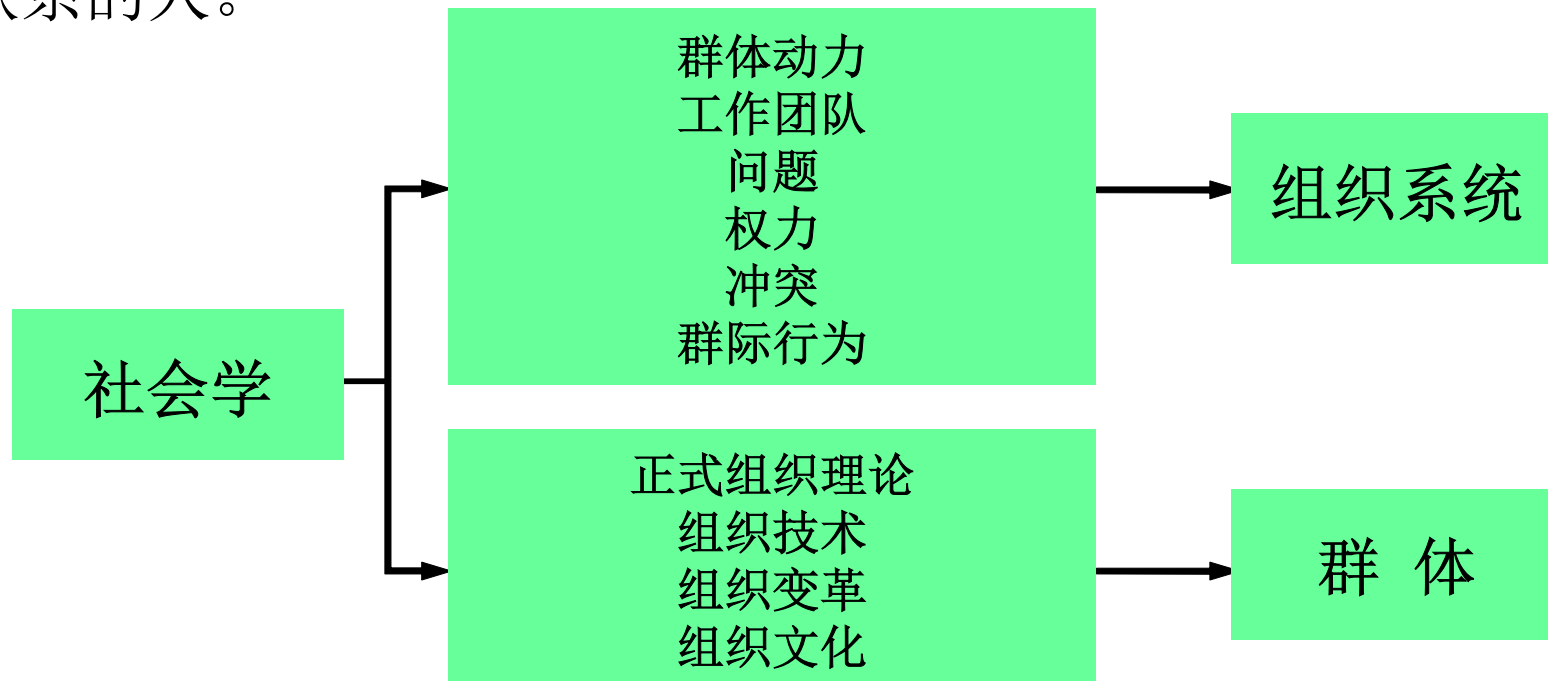 的人。
群体动力
工作团队
问题
权力
冲突
群际行为
组织系统
社会学
正式组织理论
组织技术
组织变革
组织文化
群 体